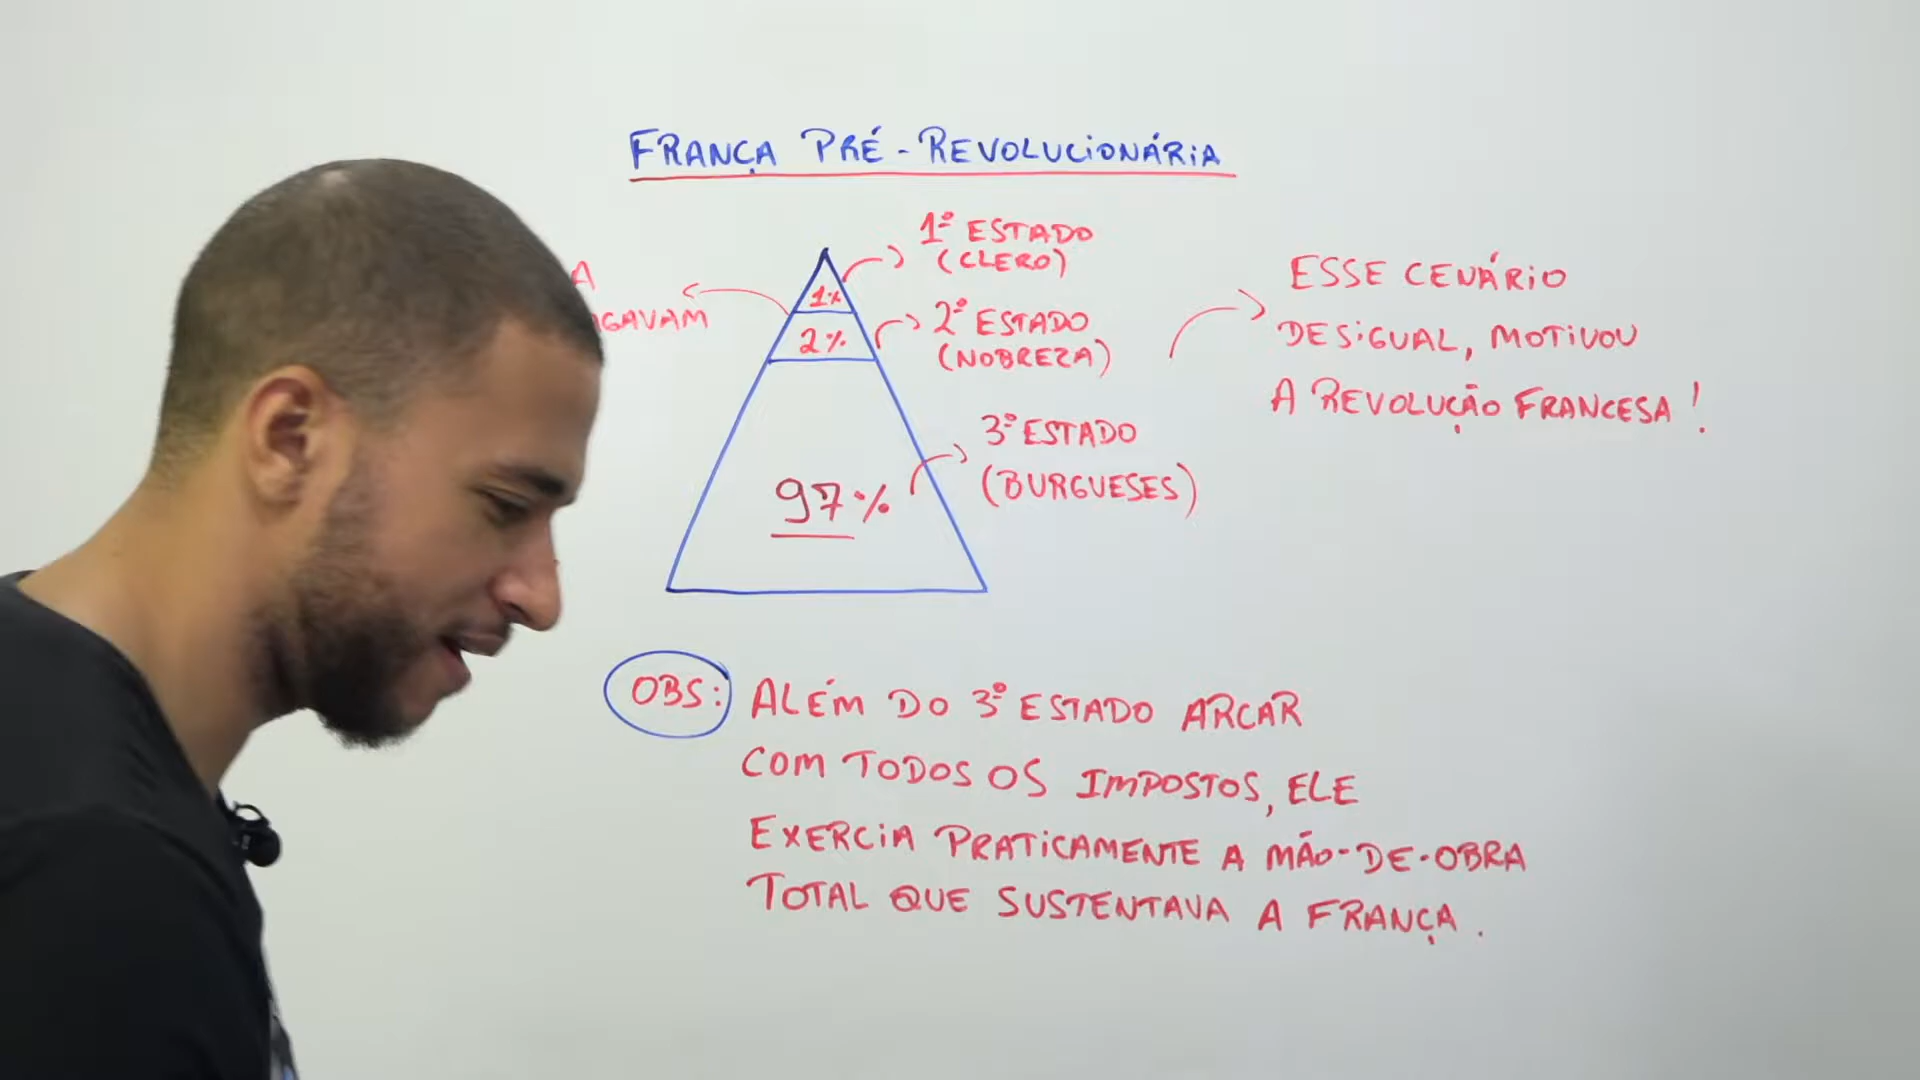 FRANÇA PRÉ-REVOLUCIONÁRIA
1º ESTADO
(CLERO)
1%
2º ESTADO
(NOBREZA)
2%
3º ESTADO
(BURGUESES)
97%
ESSE CENÁRIO
DESIGUAL, MOTIVOU
A REVOLUÇÃO FRANCESA!
OBS: ALÉM DO 3º ESTADO ARCAR
COM TODOS OS IMPOSTOS, ELE
EXERCIA PRATICAMENTE A MÃO-DE-OBRA
TOTAL QUE SUSTENTAVA A FRANÇA.